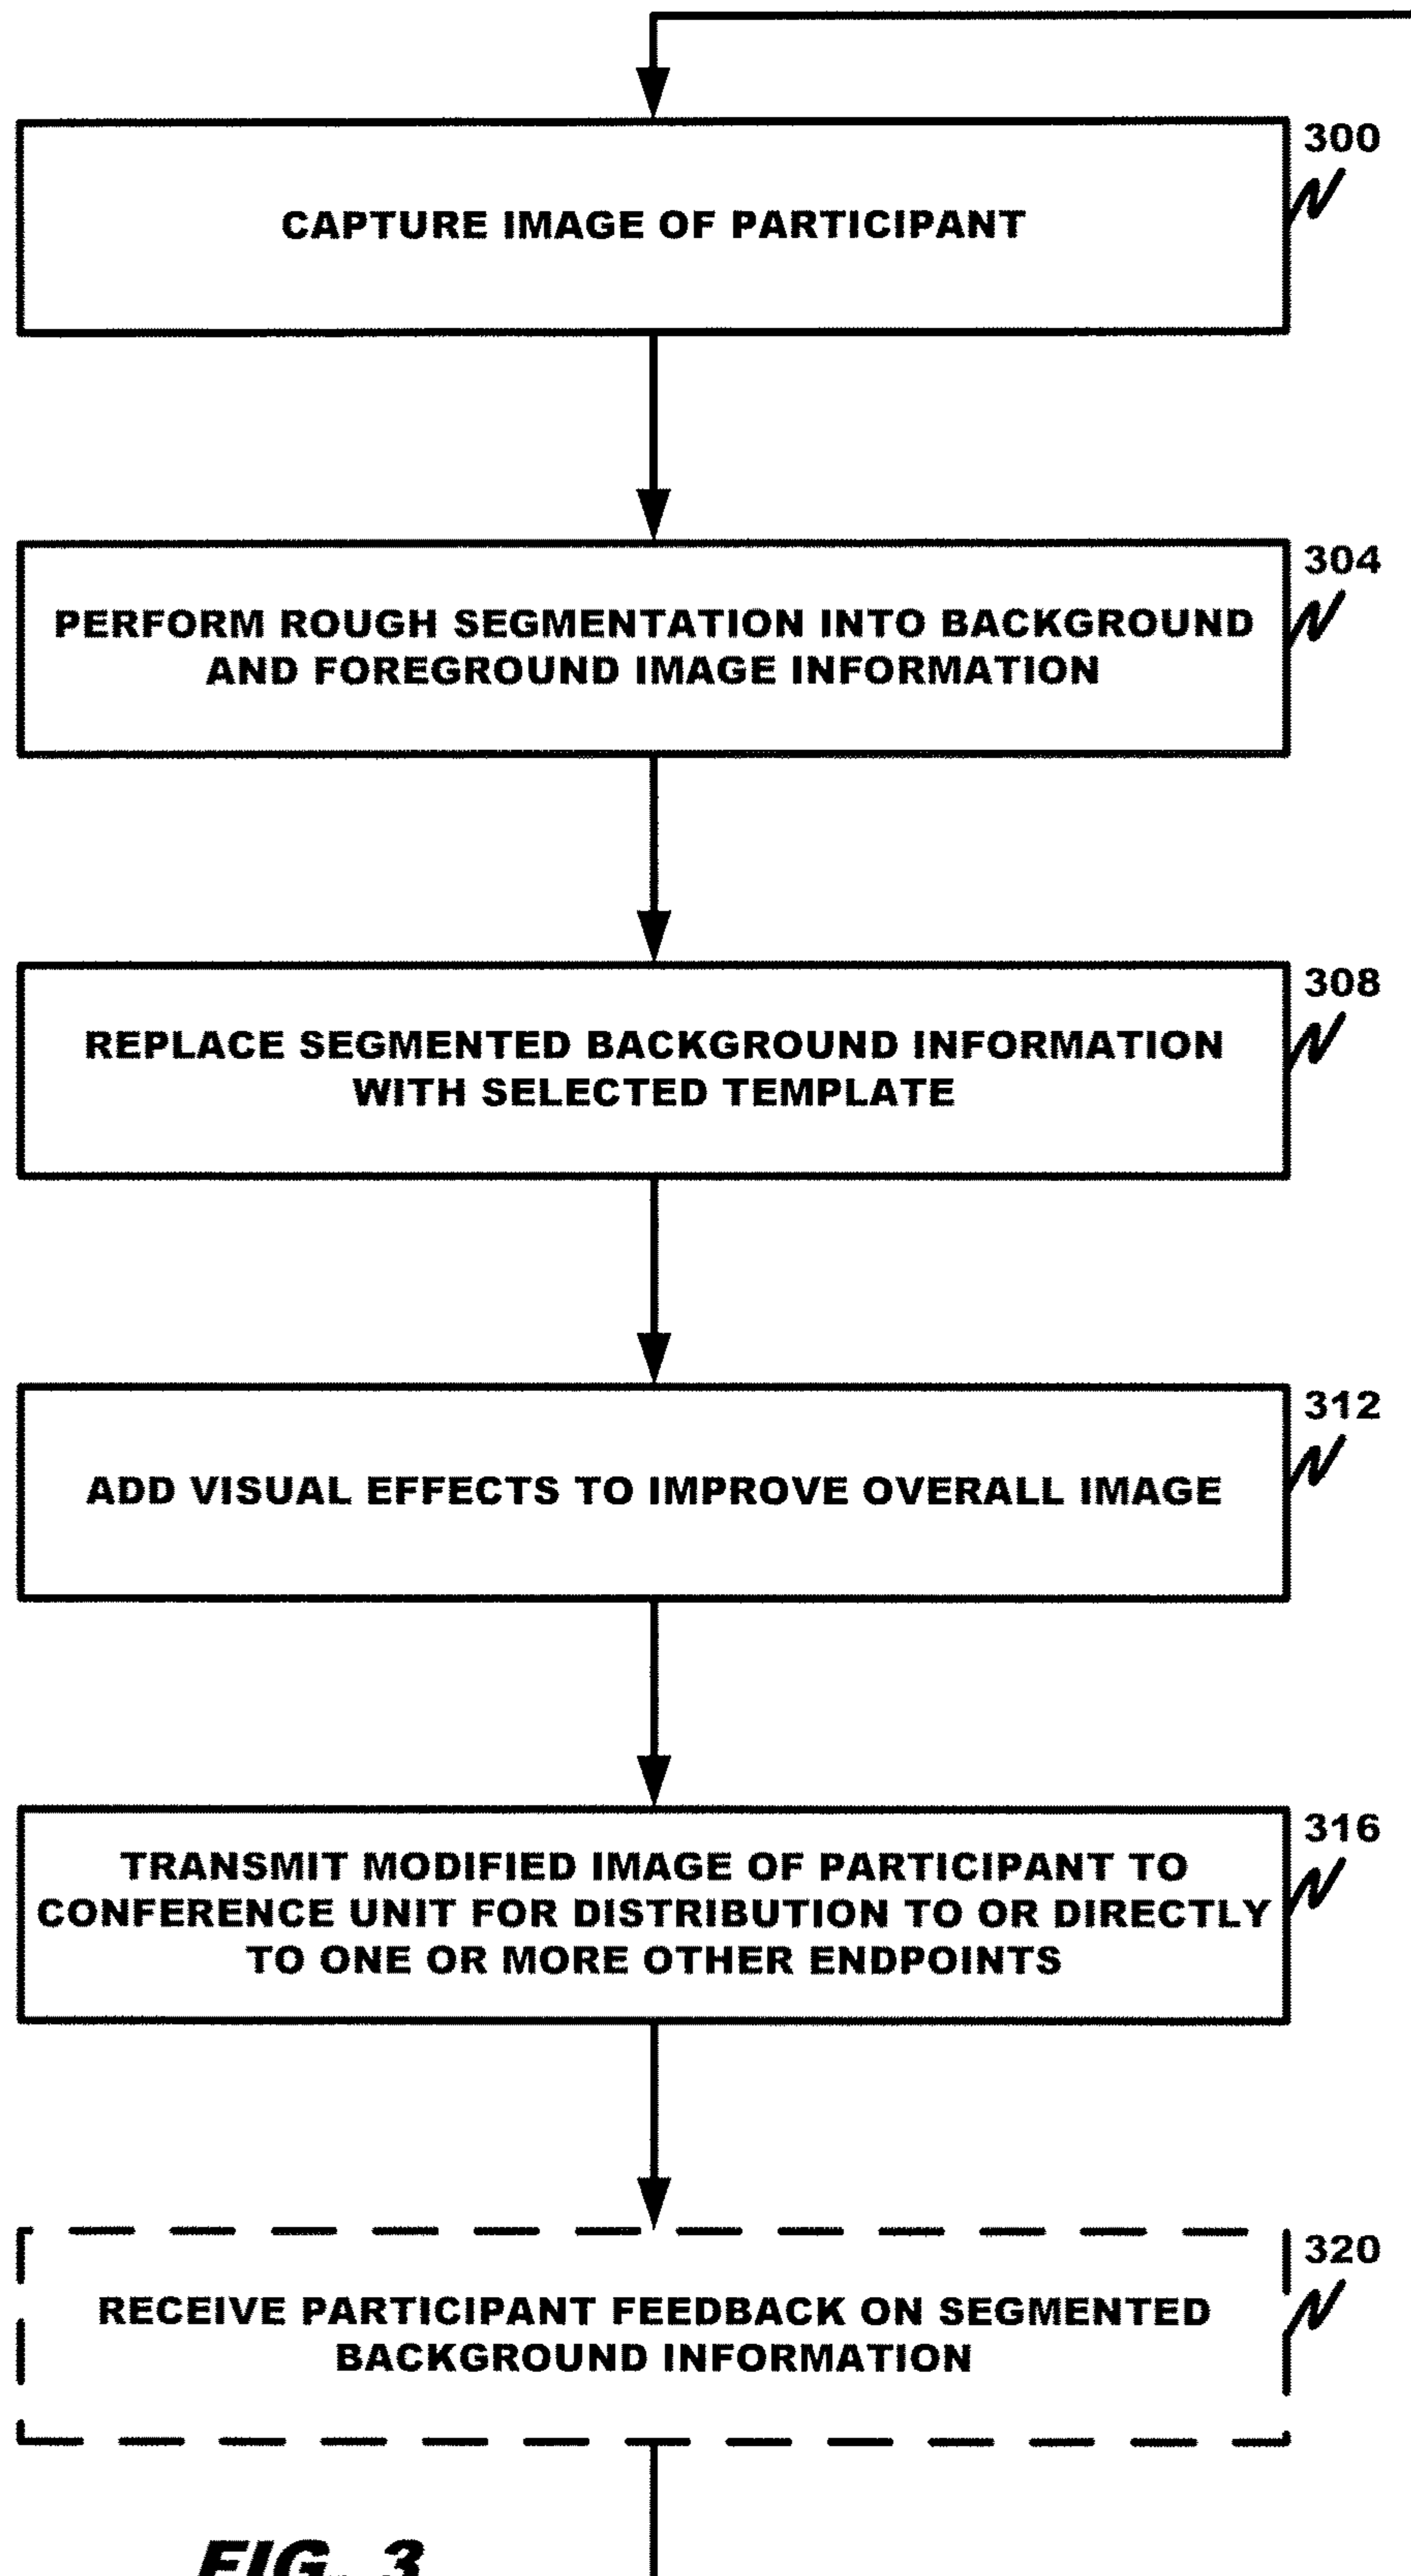 300
CAPTURE IMAGE OF PARTICIPANT
304
PERFORM ROUGH SEGMENTATION INTO BACKGROUND
AND FOREGROUND IMAGE INFORMATION
308
REPLACE SEGMENTED BACKGROUND INFORMATION
WITH SELECTED TEMPLATE
312
ADD VISUAL EFFECTS TO IMPROVE OVERALL IMAGE
316
TRANSMIT MODIFIED IMAGE OF PARTICIPANT TO
CONFERENCE UNIT FOR DISTRIBUTION TO OR DIRECTLY
TO ONE OR MORE OTHER ENDPOINTS
320
RECEIVE PARTICIPANT FEEDBACK ON SEGMENTED
BACKGROUND INFORMATION
FIG. 3